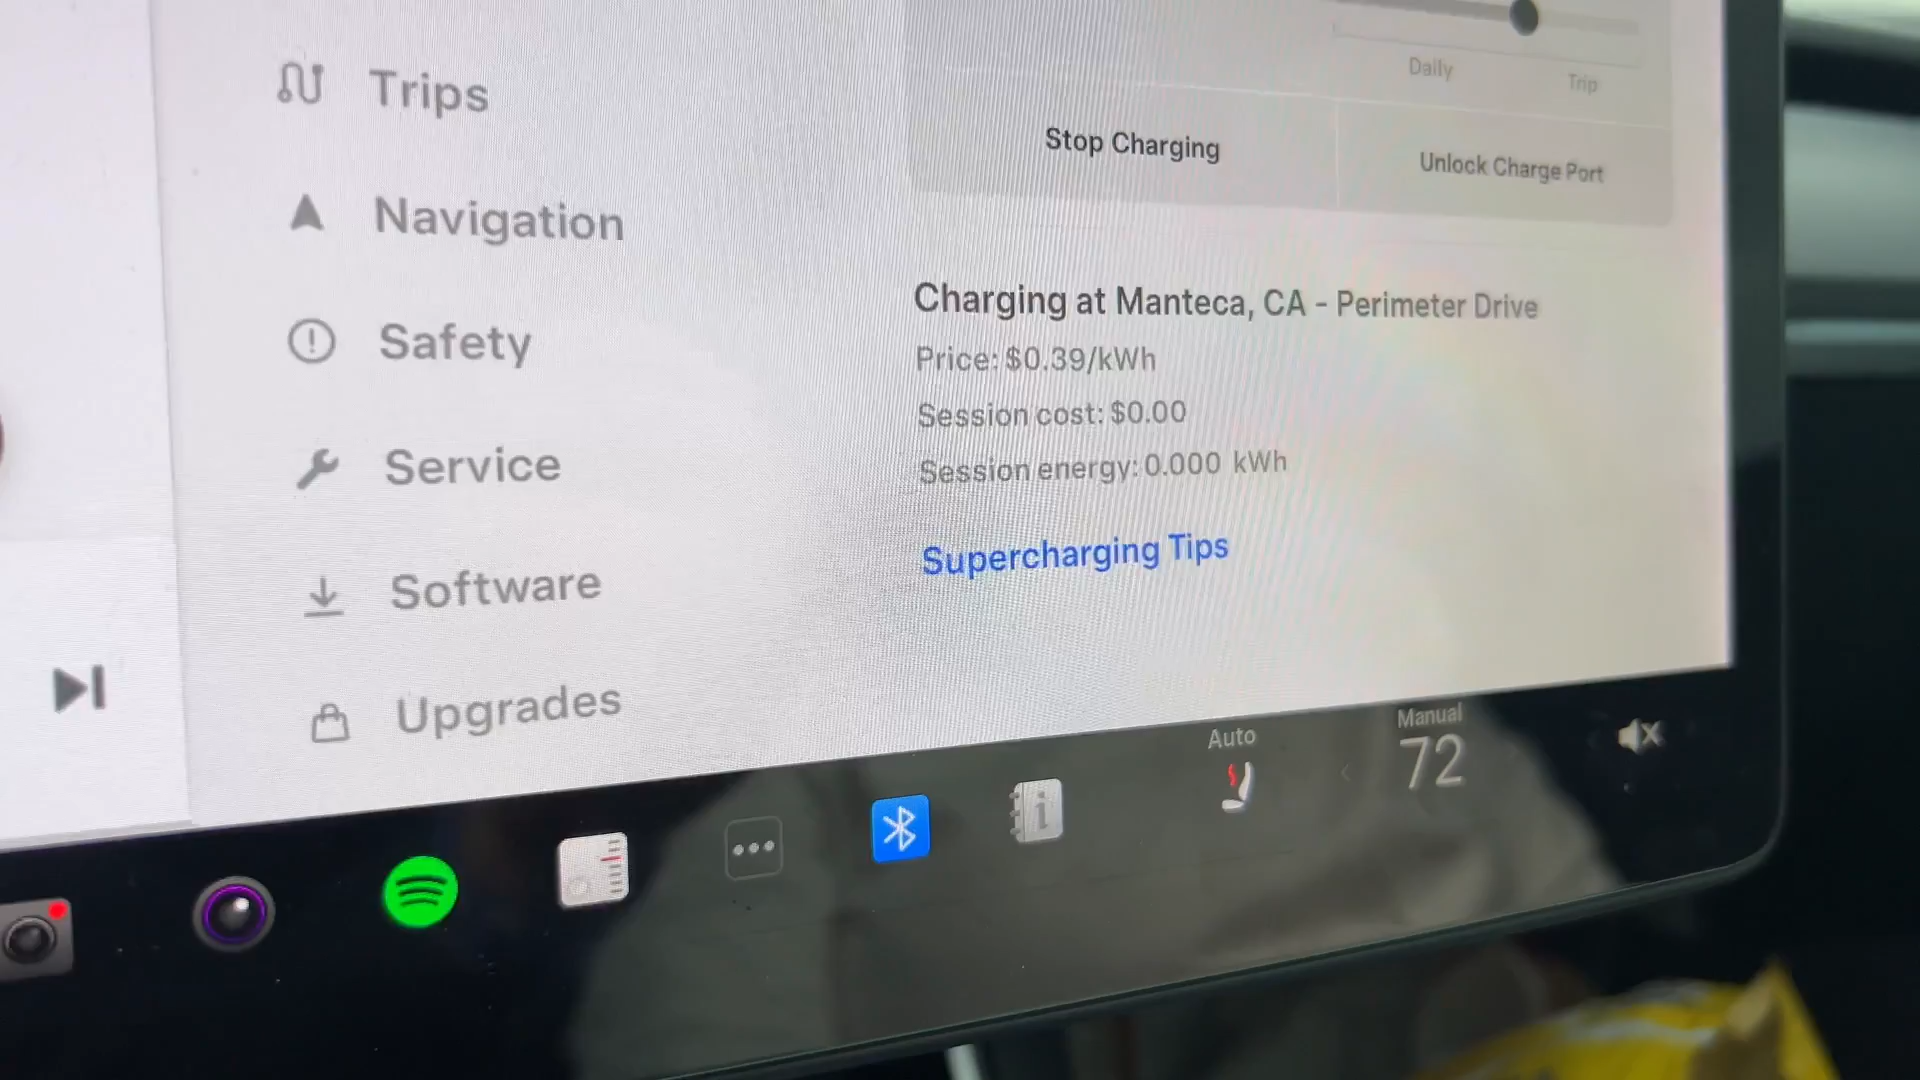 Trips
Navigation
Safety
Service
Software
Upgrades
Daily
Trip
Stop Charging
Unlock Charge Port
Charging at Manteca, CA - Perimeter Drive
Price: $0.39/kWh
Session cost: $0.00
Session energy: 0.000 kWh
Supercharging Tips
Auto
Manual
72